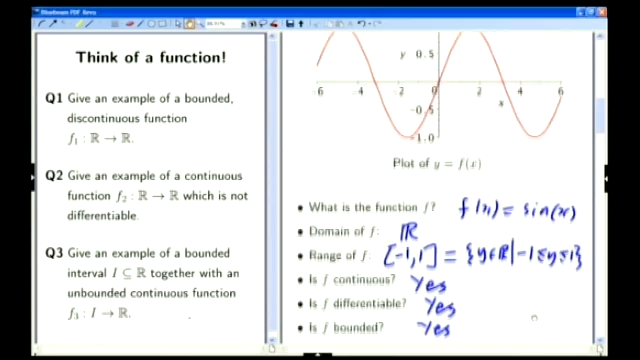 Bluebeam PDF Revu
Think of a function!
Q1 Give an example of a bounded,
discontinuous function
f₁ : ℝ → ℝ.
Q2 Give an example of a continuous
function f₂ : ℝ → ℝ which is not
differentiable.
Q3 Give an example of a bounded
interval I ⊆ ℝ together with an
unbounded continuous function
f₃ : I → ℝ.
y 0.5
-6 -4 -2 0 2 4 6
x
-0.5
-1.0
Plot of y = f(x)
• What is the function f? f(x) = sin(x)
• Domain of f: ℝ
• Range of f: [-1,1] = {y∈ℝ | -1≤y≤1}
• Is f continuous? Yes
• Is f differentiable? Yes
• Is f bounded? Yes